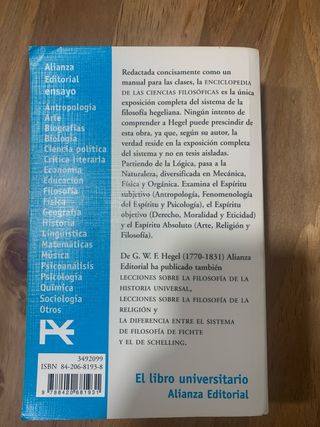 Alianza
Editorial
ensayo
Antropología
Arte
Biografías
Biología
Ciencia política
Crítica literaria
Economía
Educación
Filosofía
Física
Geografía
Historia
Lingüística
Matemáticas
Música
Psicoanálisis
Psicología
Química
Sociología
Otros
Redactada concisamente como un
manual para las clases, la ENCICLOPEDIA
DE LAS CIENCIAS FILOSÓFICAS es la única
exposición completa del sistema de la
filosofía hegeliana. Ningún intento de
comprender a Hegel puede prescindir de
esta obra, ya que, según su autor, la
verdad reside en la exposición completa
del sistema y no en tesis aisladas.
Partiendo de la Lógica, pasa a la
Naturaleza, diversificada en Mecánica,
Física y Orgánica. Examina el Espíritu
subjetivo (Antropología, Fenomenología
del Espíritu y Psicología), el Espíritu
objetivo (Derecho, Moralidad y Eticidad)
y el Espíritu Absoluto (Arte, Religión y
Filosofía).
De G. W. F. Hegel (1770-1831) Alianza
Editorial ha publicado también
LECCIONES SOBRE LA FILOSOFÍA DE LA
HISTORIA UNIVERSAL,
LECCIONES SOBRE LA FILOSOFÍA DE LA
RELIGIÓN y
LA DIFERENCIA ENTRE EL SISTEMA
DE FILOSOFÍA DE FICHTE
Y EL DE SCHELLING.
3492099
ISBN 84-206-8193-8
9 788420 681931
El libro universitario
Alianza Editorial